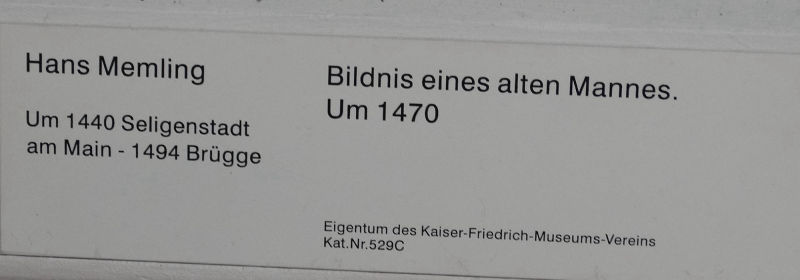 Hans Memling
Um 1440 Seligenstadt
am Main - 1494 Brügge
Bildnis eines alten Mannes.
Um 1470
Eigentum des Kaiser-Friedrich-Museums-Vereins
Kat.Nr.529C